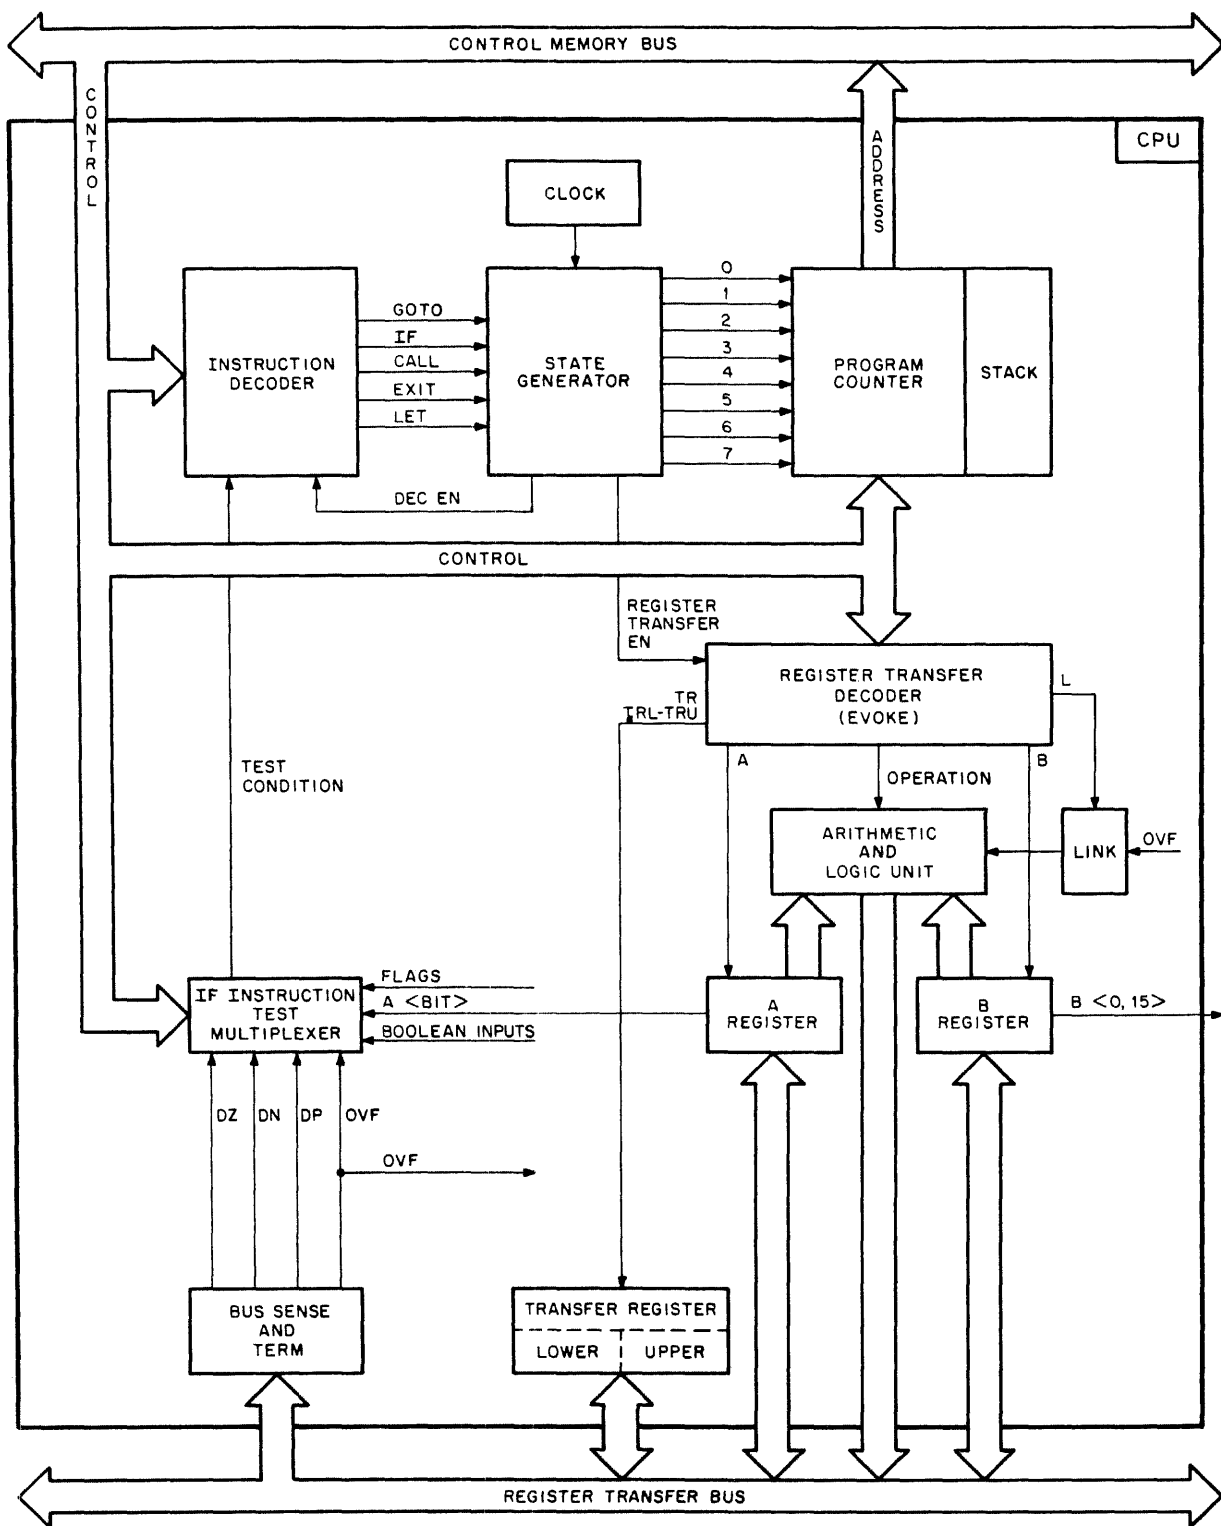 CONTROL MEMORY BUS
CONTROL
ADDRESS
CPU
CLOCK
INSTRUCTION
DECODER
GOTO
IF
CALL
EXIT
LET
STATE
GENERATOR
0
1
2
3
4
5
6
7
PROGRAM
COUNTER
STACK
DEC EN
CONTROL
REGISTER
TRANSFER
EN
REGISTER TRANSFER
DECODER
(EVOKE)
L
TR
TRL-TRU
A
OPERATION
B
TEST
CONDITION
ARITHMETIC
AND
LOGIC UNIT
LINK
OVF
IF INSTRUCTION
TEST
MULTIPLEXER
FLAGS
A <BIT>
BOOLEAN INPUTS
A
REGISTER
B
REGISTER
B <0,15>
DZ
DN
DP
OVF
OVF
BUS SENSE
AND
TERM
TRANSFER REGISTER
LOWER
UPPER
REGISTER TRANSFER BUS